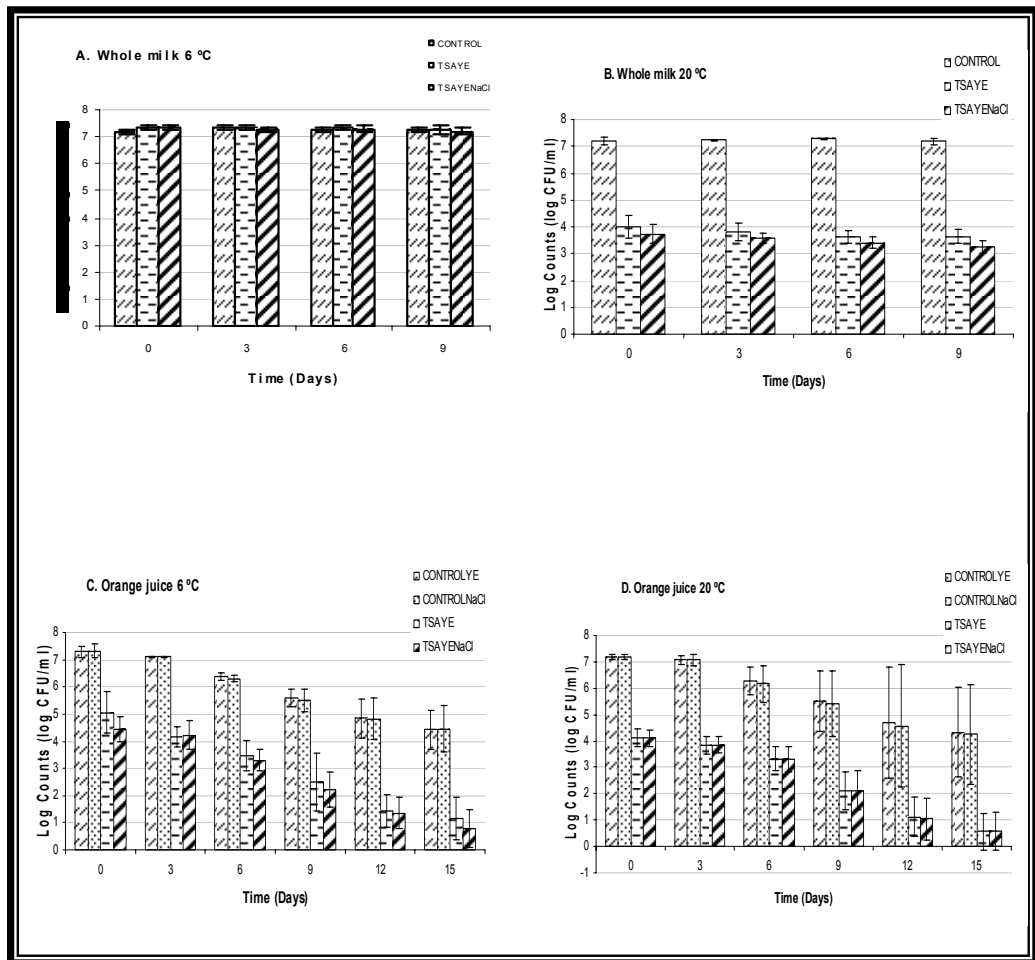 A. Whole milk 6 ºC
CONTROL
TSAYE
TSAYENaCl
8
7
6
5
4
3
2
1
0
0 3 6 9
Time (Days)
B. Whole milk 20 ºC
CONTROL
TSAYE
TSAYENaCl
Log Counts (log CFU/ml)
8
7
6
5
4
3
2
1
0
0 3 6 9
Time (Days)
C. Orange juice 6 ºC
CONTROLYE
CONTROLNaCl
TSAYE
TSAYENaCl
Log Counts (log CFU/ml)
8
7
6
5
4
3
2
1
0
0 3 6 9 12 15
Time (Days)
D. Orange juice 20 ºC
CONTROLYE
CONTROLNaCl
TSAYE
TSAYENaCl
Log Counts (log CFU/ml)
8
7
6
5
4
3
2
1
0
-1
0 3 6 9 12 15
Time (Days)